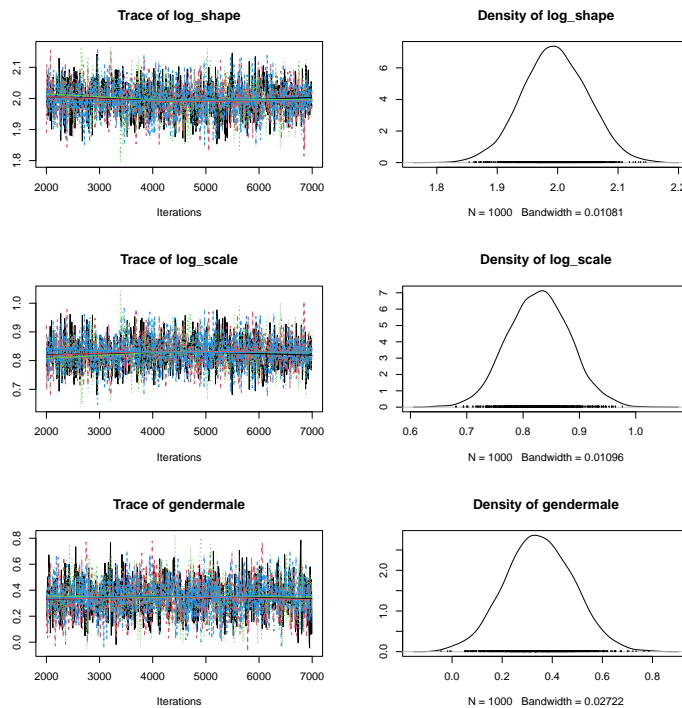 Trace of log_shape
1.8 1.9 2.0 2.1
2000 3000 4000 5000 6000 7000
Iterations
Density of log_shape
0 2 4 6
1.8 1.9 2.0 2.1 2.2
N = 1000 Bandwidth = 0.01081
Trace of log_scale
0.7 0.8 0.9 1.0
2000 3000 4000 5000 6000 7000
Iterations
Density of log_scale
0 1 2 3 4 5 6 7
0.6 0.7 0.8 0.9 1.0
N = 1000 Bandwidth = 0.01096
Trace of gendermale
0.0 0.2 0.4 0.6 0.8
2000 3000 4000 5000 6000 7000
Iterations
Density of gendermale
0.0 1.0 2.0
0.0 0.2 0.4 0.6 0.8
N = 1000 Bandwidth = 0.02722